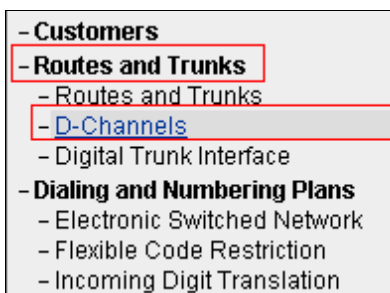 – Customers
– Routes and Trunks
– Routes and Trunks
– D-Channels
– Digital Trunk Interface
– Dialing and Numbering Plans
– Electronic Switched Network
– Flexible Code Restriction
– Incoming Digit Translation